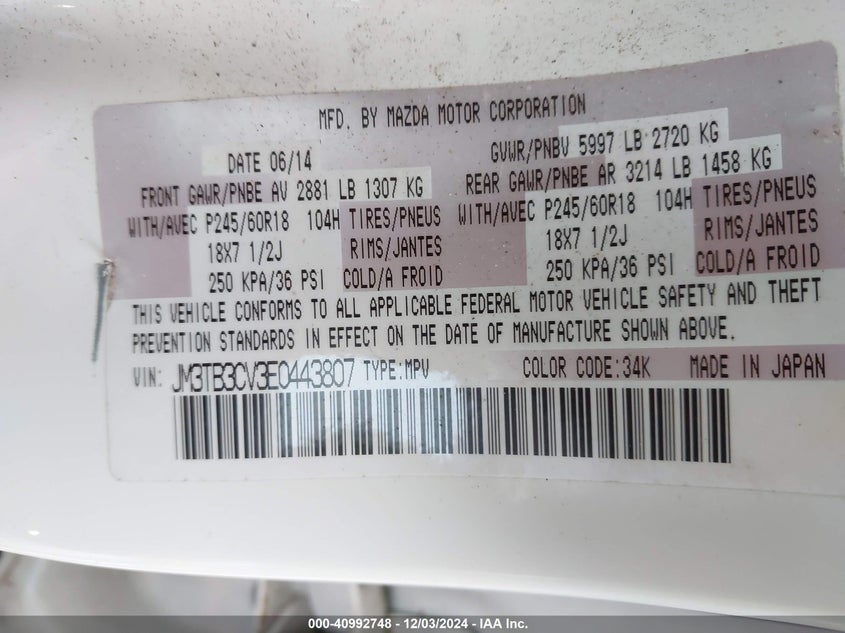 MFD. BY MAZDA MOTOR CORPORATION
DATE 06/14 GVWR/PNBV 5997 LB 2720 KG
FRONT GAWR/PNBE AV 2881 LB 1307 KG REAR GAWR/PNBE AR 3214 LB 1458 KG
WITH/AVEC P245/60R18 104H TIRES/PNEUS WITH/AVEC P245/60R18 104H TIRES/PNEUS
18X7 1/2J RIMS/JANTES 18X7 1/2J RIMS/JANTES
250 KPA/36 PSI COLD/A FROID 250 KPA/36 PSI COLD/A FROID
THIS VEHICLE CONFORMS TO ALL APPLICABLE FEDERAL MOTOR VEHICLE SAFETY AND THEFT
PREVENTION STANDARDS IN EFFECT ON THE DATE OF MANUFACTURE SHOWN ABOVE.
VIN: JM3TB3CV3E0443807 TYPE:MPV COLOR CODE:34K MADE IN JAPAN
000-40992748 - 12/03/2024 - IAA Inc.